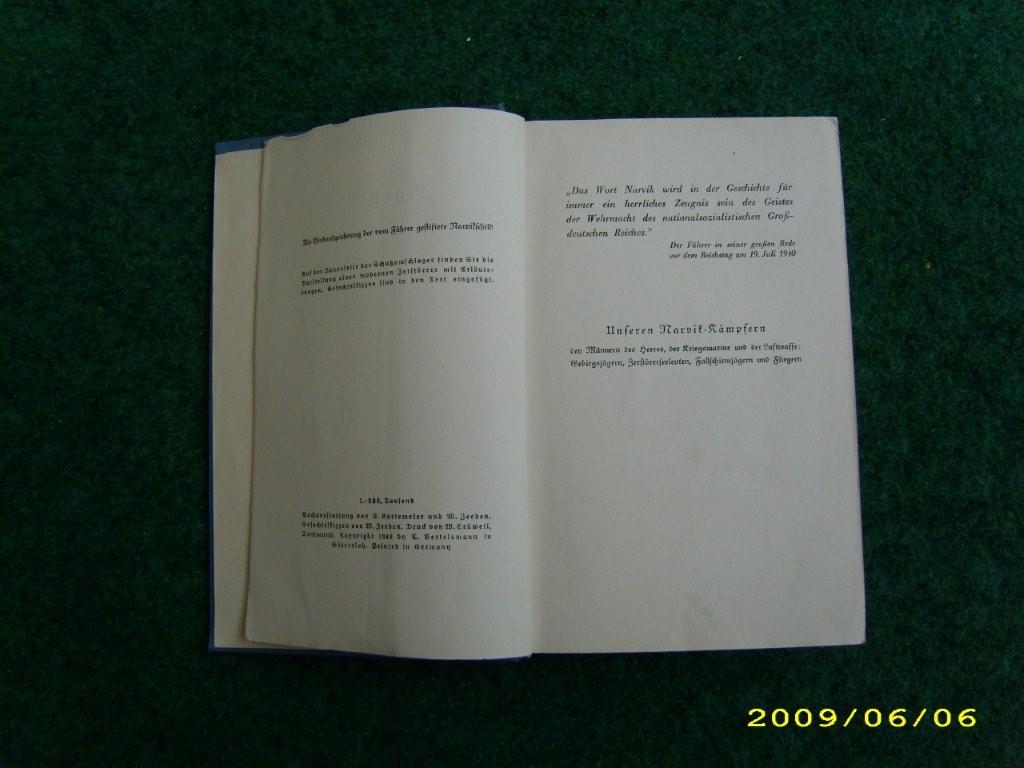 Als Einbandzeichnung der vom Führer gestiftete Narvikschild
Auf der Innenseite des Schutzumschlages finden Sie die
Darstellung eines modernen Zerstörers mit Erläute-
rungen. Gefechtsskizzen sind in den Text eingefügt.
Tausend
Buchausstattung von S. Kortemeier und W. Zeeben.
Gefechtsskizzen von W. Zeeben. Druck von W. Crüwell,
Dortmund. Copyright 1940 by C. Bertelsmann in
Gütersloh. Printed in Germany
„Das Wort Narvik wird in der Geschichte für
immer ein herrliches Zeugnis sein des Geistes
der Wehrmacht des nationalsozialistischen Groß-
deutschen Reiches."
Der Führer in seiner großen Rede
vor dem Reichstag am 19. Juli 1940
Unseren Narvik-Kämpfern
den Männern des Heeres, der Kriegsmarine und der Luftwaffe:
Gebirgsjägern, Zerstörerseeleuten, Fallschirmjägern und Fliegern
2009/06/06